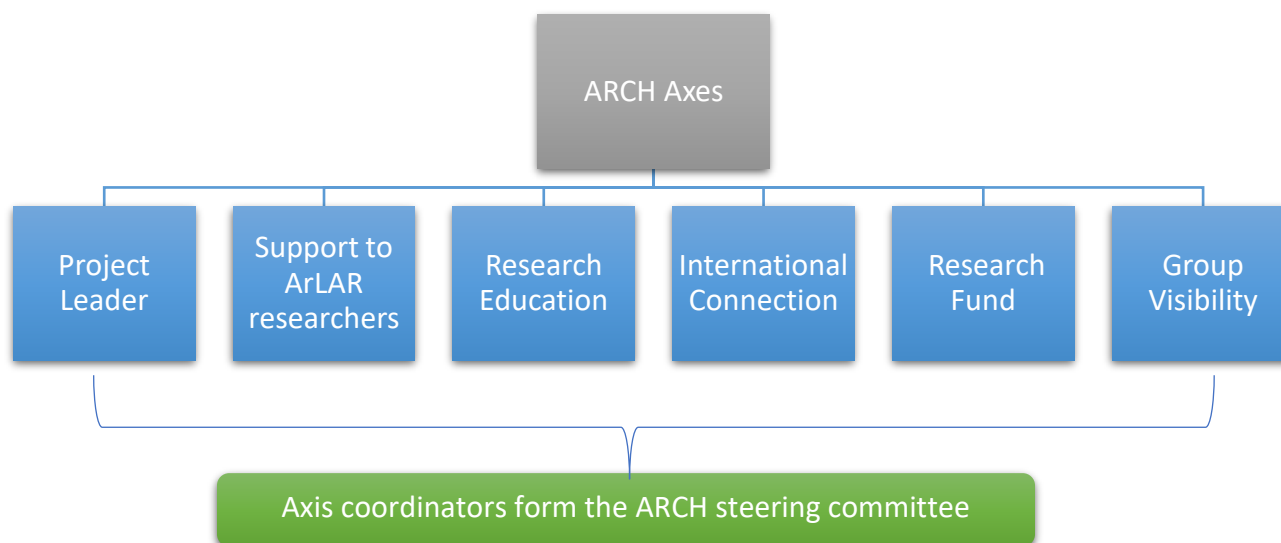 ARCH Axes
Project
Leader
Support to
ArLAR
researchers
Research
Education
International
Connection
Research
Fund
Group
Visibility
Axis coordinators form the ARCH steering committee